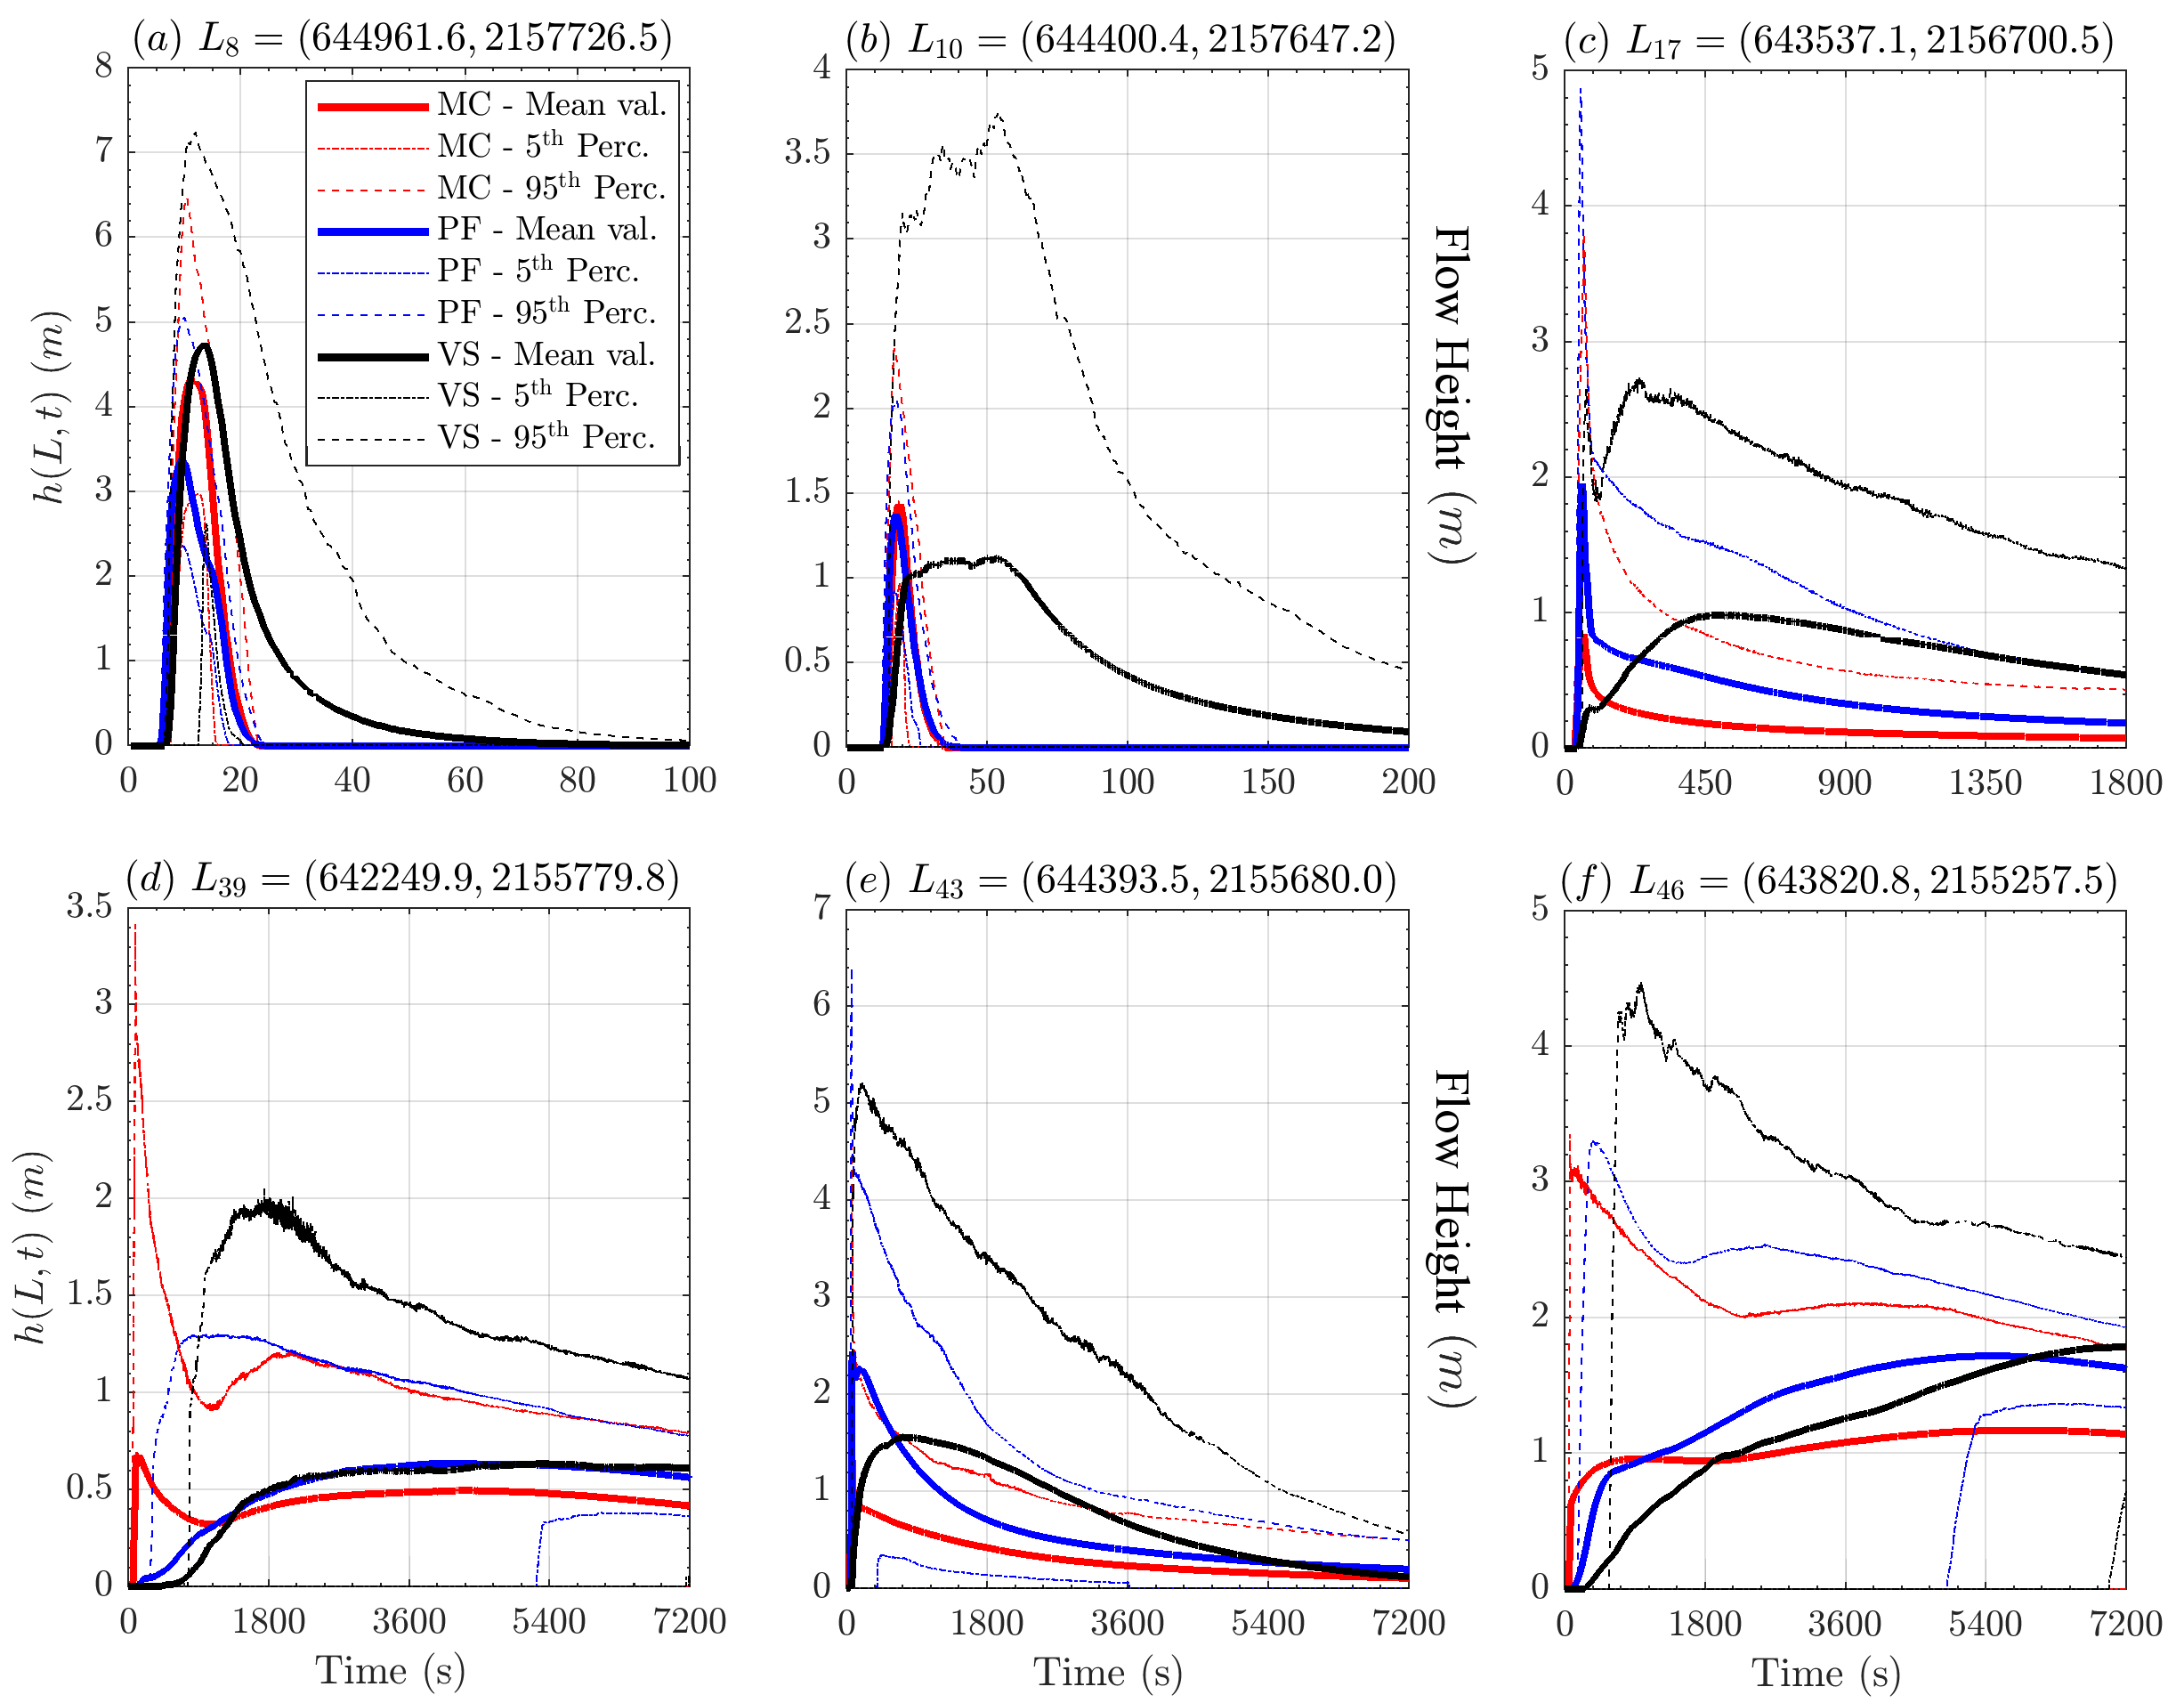 (a) L8 = (644961.6, 2157726.5)
8
7
6
5
4
3
2
1
0
0 20 40 60 80 100
h(L, t) (m)
MC - Mean val.
MC - 5th Perc.
MC - 95th Perc.
PF - Mean val.
PF - 5th Perc.
PF - 95th Perc.
VS - Mean val.
VS - 5th Perc.
VS - 95th Perc.
(b) L10 = (644400.4, 2157647.2)
4
3.5
3
2.5
2
1.5
1
0.5
0
0 50 100 150 200
Flow Height (m)
(c) L17 = (643537.1, 2156700.5)
5
4
3
2
1
0
0 450 900 1350 1800
(d) L39 = (642249.9, 2155779.8)
3.5
3
2.5
2
1.5
1
0.5
0
0 1800 3600 5400 7200
h(L, t) (m)
Time (s)
(e) L43 = (644393.5, 2155680.0)
7
6
5
4
3
2
1
0
0 1800 3600 5400 7200
Time (s)
Flow Height (m)
(f) L46 = (643820.8, 2155257.5)
5
4
3
2
1
0
0 1800 3600 5400 7200
Time (s)